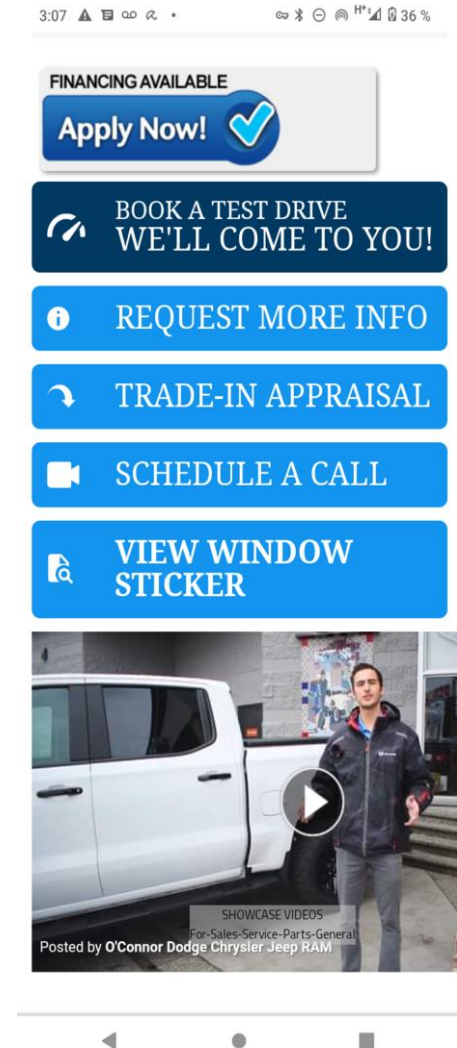 3:07
H+
36 %
FINANCING AVAILABLE
Apply Now!
BOOK A TEST DRIVE
WE'LL COME TO YOU!
REQUEST MORE INFO
TRADE-IN APPRAISAL
SCHEDULE A CALL
VIEW WINDOW
STICKER
SHOWCASE VIDEOS
For-Sales-Service-Parts-General
Posted by O'Connor Dodge Chrysler Jeep RAM